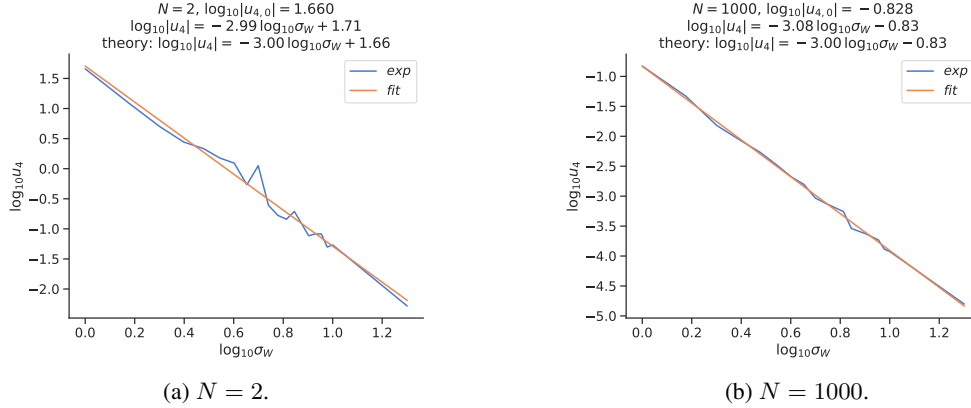 N = 2, log₁₀|u₄,₀| = 1.660
log₁₀|u₄| = −2.99 log₁₀σ_W + 1.71
theory: log₁₀|u₄| = −3.00 log₁₀σ_W + 1.66
exp
fit
1.5
1.0
0.5
0.0
−0.5
−1.0
−1.5
−2.0
log₁₀u₄
0.0 0.2 0.4 0.6 0.8 1.0 1.2
log₁₀σ_W
(a) N = 2.
N = 1000, log₁₀|u₄,₀| = −0.828
log₁₀|u₄| = −3.08 log₁₀σ_W − 0.83
theory: log₁₀|u₄| = −3.00 log₁₀σ_W − 0.83
exp
fit
−1.0
−1.5
−2.0
−2.5
−3.0
−3.5
−4.0
−4.5
−5.0
log₁₀u₄
0.0 0.2 0.4 0.6 0.8 1.0 1.2
log₁₀σ_W
(b) N = 1000.